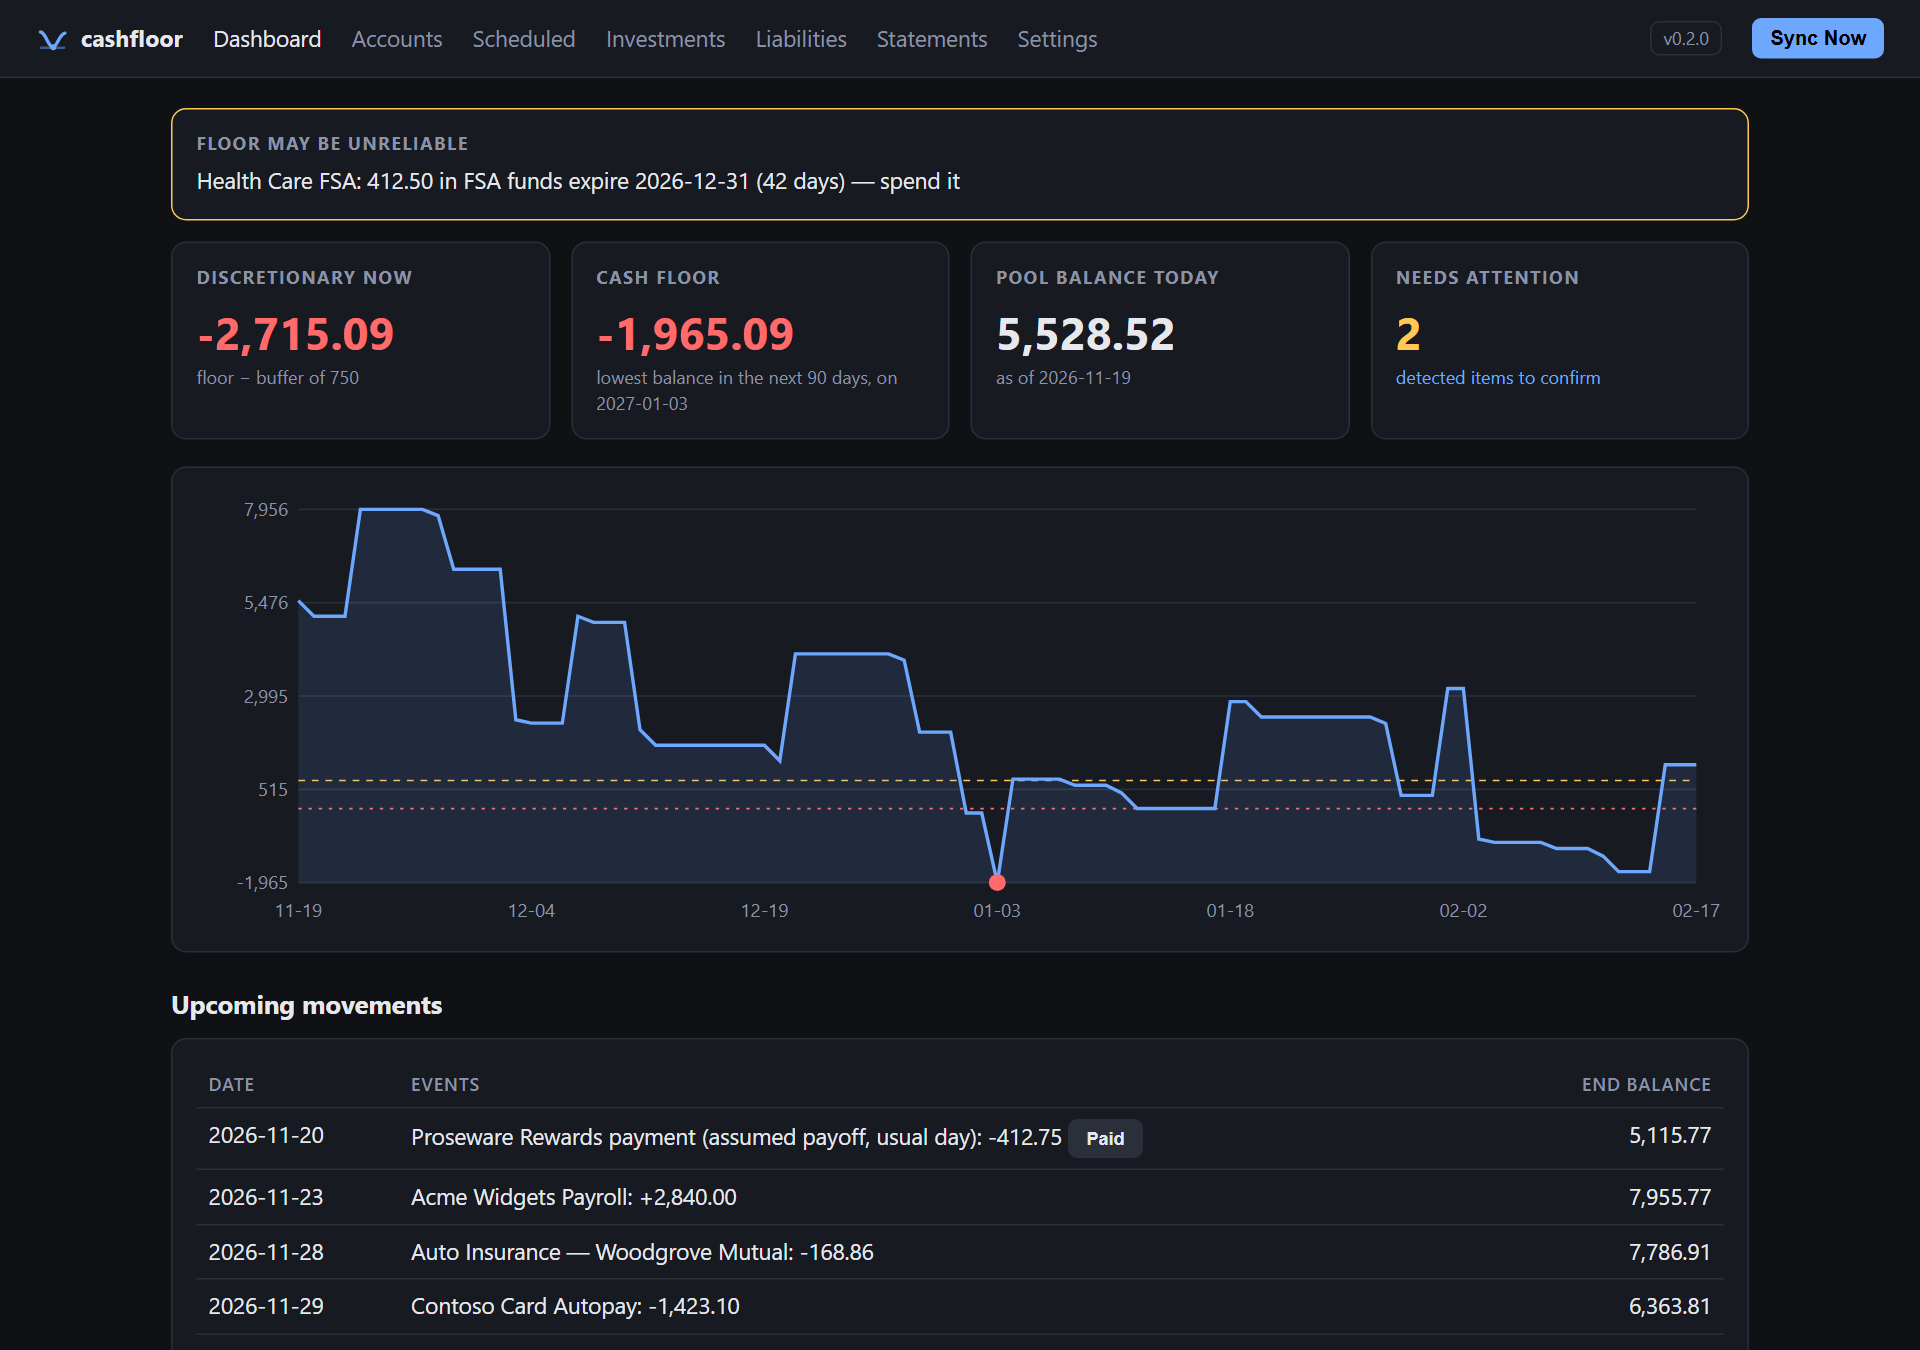 cashfloor Dashboard Accounts Scheduled Investments Liabilities Statements Settings v0.2.0 Sync Now
FLOOR MAY BE UNRELIABLE
Health Care FSA: 412.50 in FSA funds expire 2026-12-31 (42 days) — spend it
DISCRETIONARY NOW
-2,715.09
floor − buffer of 750
CASH FLOOR
-1,965.09
lowest balance in the next 90 days, on
2027-01-03
POOL BALANCE TODAY
5,528.52
as of 2026-11-19
NEEDS ATTENTION
2
detected items to confirm
7,956
5,476
2,995
515
-1,965
11-19 12-04 12-19 01-03 01-18 02-02 02-17
Upcoming movements
DATE EVENTS END BALANCE
2026-11-20 Proseware Rewards payment (assumed payoff, usual day): -412.75 Paid 5,115.77
2026-11-23 Acme Widgets Payroll: +2,840.00 7,955.77
2026-11-28 Auto Insurance — Woodgrove Mutual: -168.86 7,786.91
2026-11-29 Contoso Card Autopay: -1,423.10 6,363.81